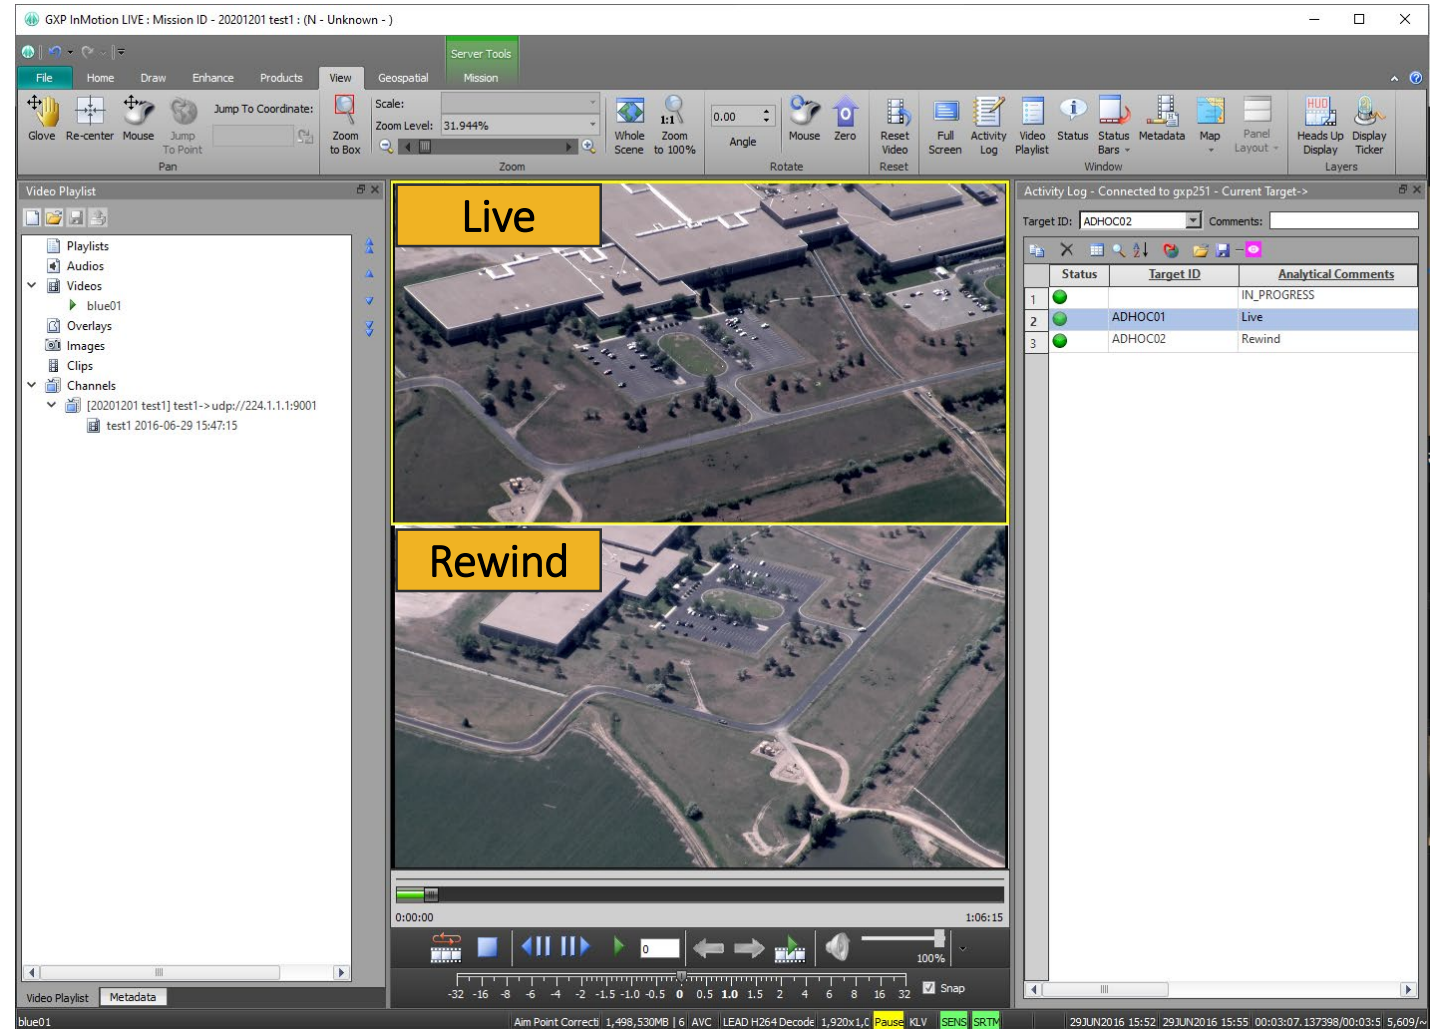 GXP InMotion LIVE : Mission ID - 20201201 test1 : (N - Unknown - )
Server Tools
File Home Draw Enhance Products View Geospatial Mission
Glove Re-center Mouse Jump To Point
Jump To Coordinate:
Pan
Zoom to Box
Scale:
Zoom Level: 31.944%
Whole Scene
1:1
Zoom to 100%
Zoom
0.00
Angle
Mouse Zero
Rotate
Reset Video
Reset
Full Screen
Activity Log
Video Playlist
Status
Status Bars
Metadata
Map
Panel Layout
Window
HUD
Heads Up Display
Display Ticker
Layers
Video Playlist
Playlists
Audios
Videos
blue01
Overlays
Images
Clips
Channels
[20201201 test1] test1->udp://224.1.1.1:9001
test1 2016-06-29 15:47:15
Video Playlist Metadata
Live
Rewind
0:00:00 1:06:15
0
100%
-32 -16 -8 -6 -4 -2 -1.5 -1.0 -0.5 0 0.5 1.0 1.5 2 4 6 8 16 32 Snap
Activity Log - Connected to gxp251 - Current Target->
Target ID: ADHOC02 Comments:
Status Target ID Analytical Comments
1 IN_PROGRESS
2 ADHOC01 Live
3 ADHOC02 Rewind
blue01 Aim Point Correcti 1,498,530MB | 6 AVC LEAD H264 Decode 1,920x1,0 Pause KLV SENS SRTM 29JUN2016 15:52 29JUN2016 15:55 00:03:07.137398/00:03:5 5,609/~